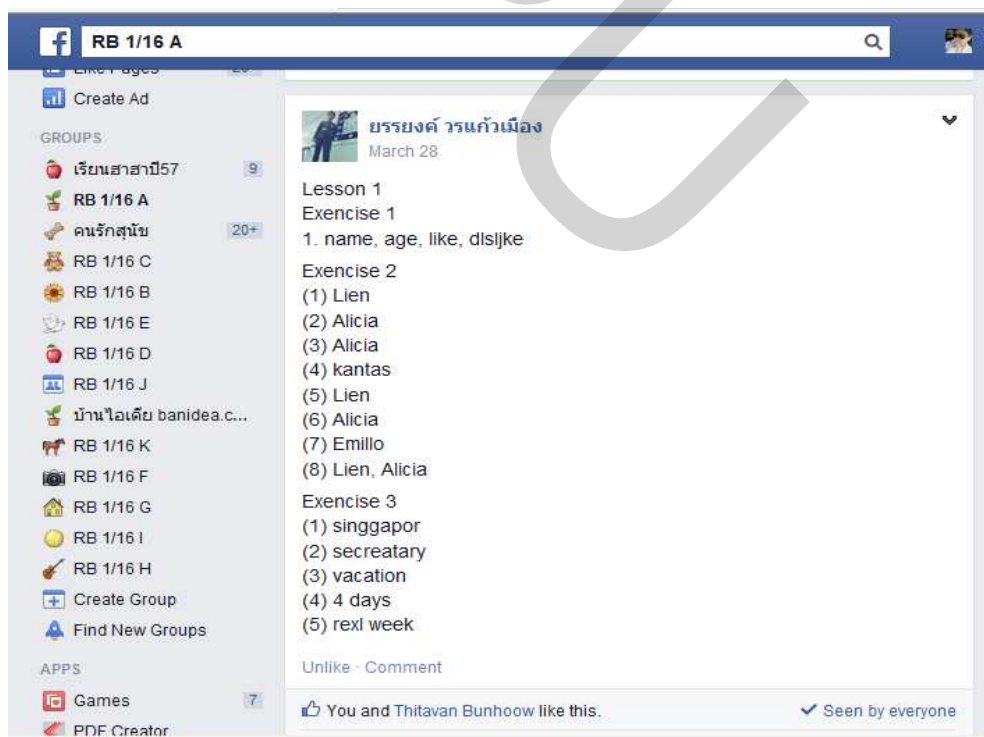 RB 1/16 A
Like Pages 20+
Create Ad
GROUPS
เรียนฮาฮาปี57 9
RB 1/16 A
คนรักสุนัข 20+
RB 1/16 C
RB 1/16 B
RB 1/16 E
RB 1/16 D
RB 1/16 J
บ้านไอเดีย banidea.c...
RB 1/16 K
RB 1/16 F
RB 1/16 G
RB 1/16 I
RB 1/16 H
Create Group
Find New Groups
APPS
Games 7
PDF Creator
ยรรยงค์ วรแก้วเมือง
March 28
Lesson 1
Exencise 1
1. name, age, like, dlsljke
Exencise 2
(1) Lien
(2) Alicia
(3) Alicia
(4) kantas
(5) Lien
(6) Alicia
(7) Emillo
(8) Lien, Alicia
Exencise 3
(1) singgapor
(2) secreatary
(3) vacation
(4) 4 days
(5) rexl week
Unlike · Comment
You and Thitavan Bunhoow like this.
Seen by everyone